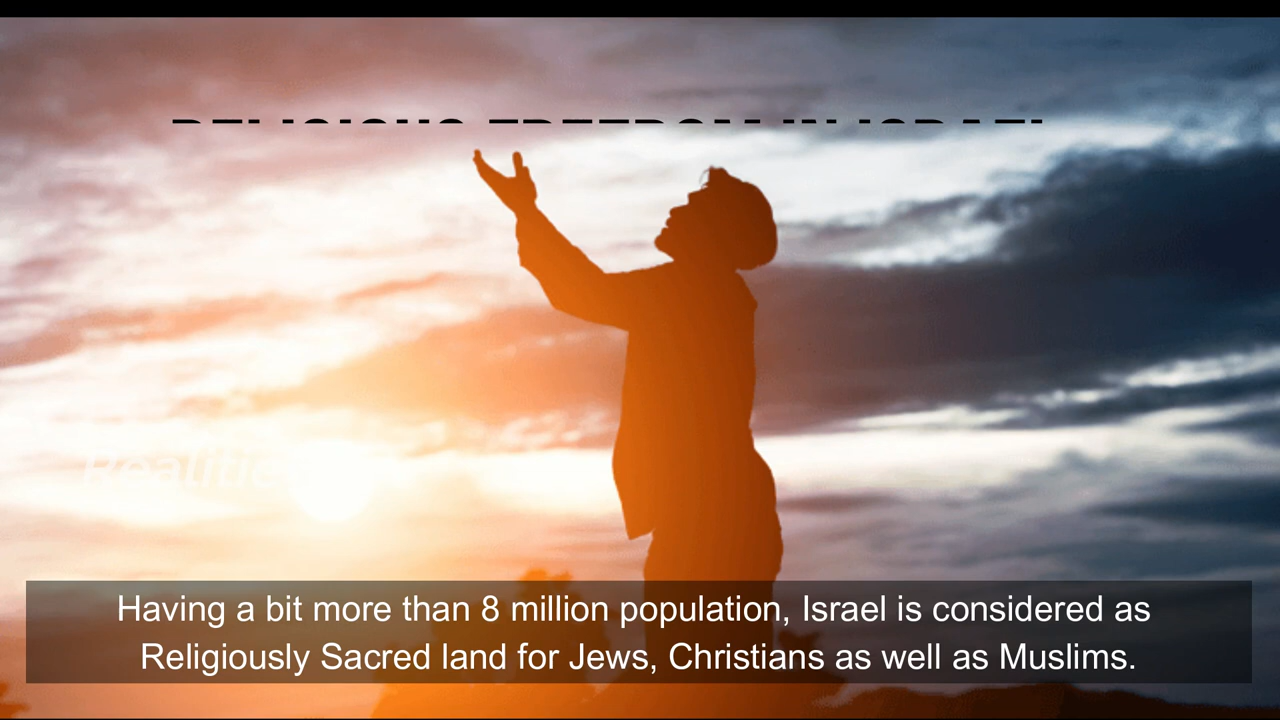 Realities
Having a bit more than 8 million population, Israel is considered as
Religiously Sacred land for Jews, Christians as well as Muslims.